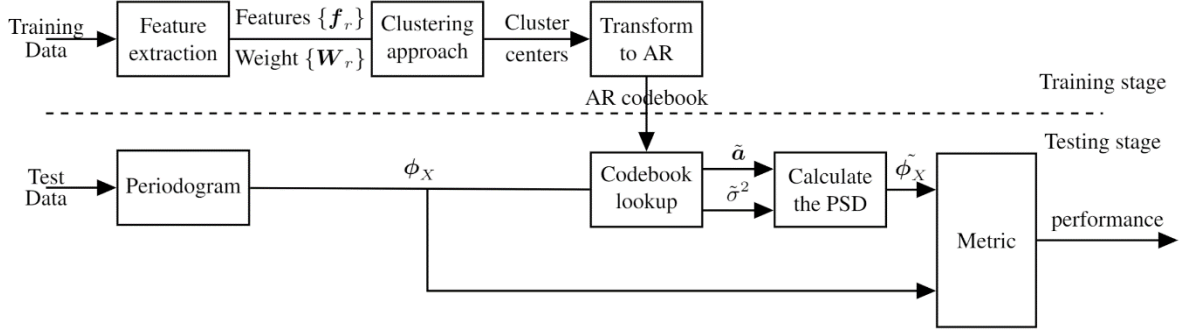 Training
Data
Feature
extraction
Features {𝒇_r}
Weight {𝑾_r}
Clustering
approach
Cluster
centers
Transform
to AR
AR codebook
Training stage
Testing stage
Test
Data
Periodogram
ϕ_X
Codebook
lookup
ã
σ̃²
Calculate
the PSD
ϕ̃_X
Metric
performance